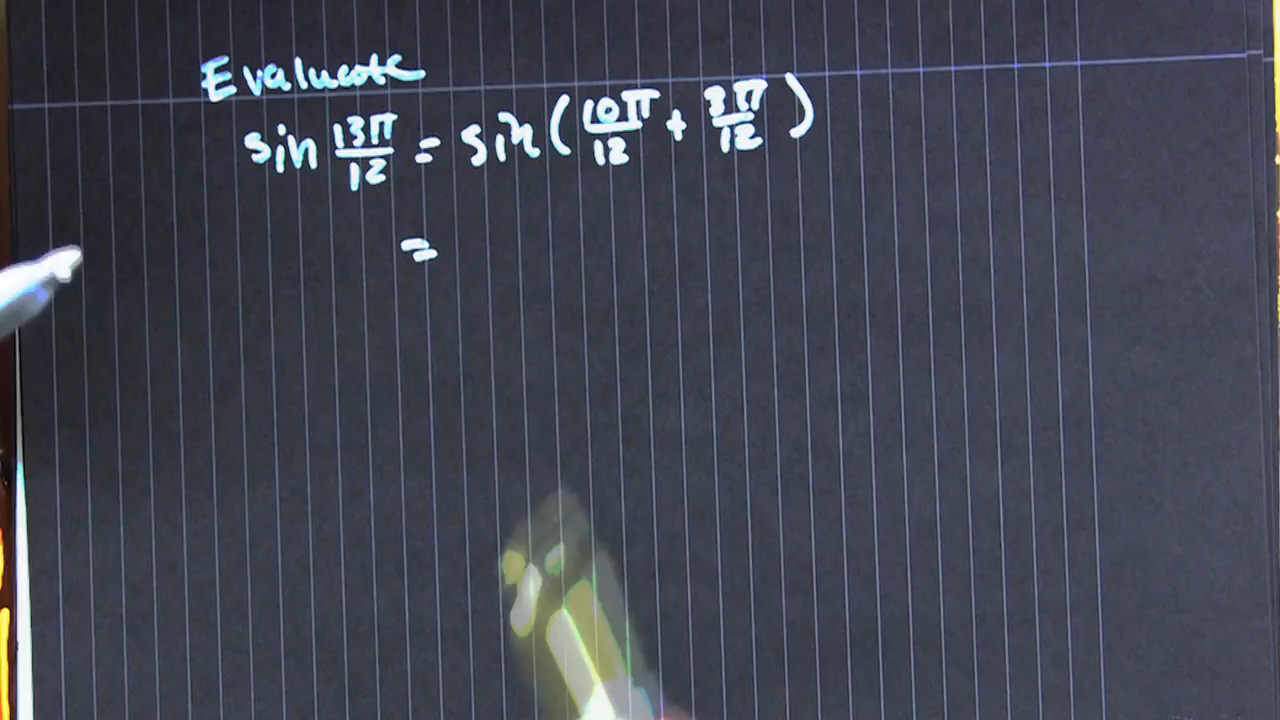 Evaluate
sin 13π/12 = sin(10π/12 + 3π/12)
=